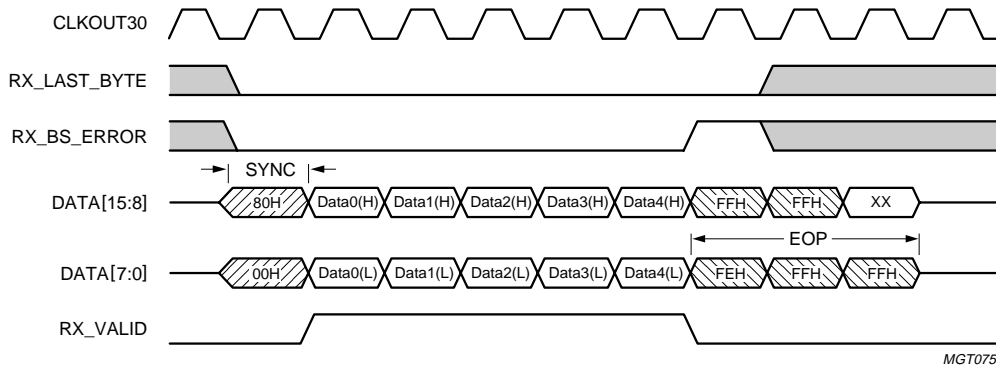 CLKOUT30
RX_LAST_BYTE
RX_BS_ERROR
SYNC
DATA[15:8]
80H Data0(H) Data1(H) Data2(H) Data3(H) Data4(H) FFH FFH XX
EOP
DATA[7:0]
00H Data0(L) Data1(L) Data2(L) Data3(L) Data4(L) FEH FFH FFH
RX_VALID
MGT075